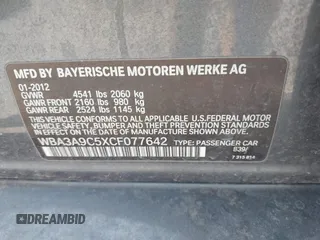 MFD BY BAYERISCHE MOTOREN WERKE AG
01-2012
GVWR 4541 lbs 2060 kg
GAWR FRONT 2160 lbs 980 kg
GAWR REAR 2524 lbs 1145 kg
THIS VEHICLE CONFORMS TO ALL APPLICABLE
U.S. FEDERAL MOTOR VEHICLE SAFETY, BUMPER
AND THEFT PREVENTION STANDARDS IN EFFECT
ON THE DATE OF MANUFACTURE SHOWN ABOVE.
WBA3A9C5XCF077642 TYPE: PASSENGER CAR
DREAMBID